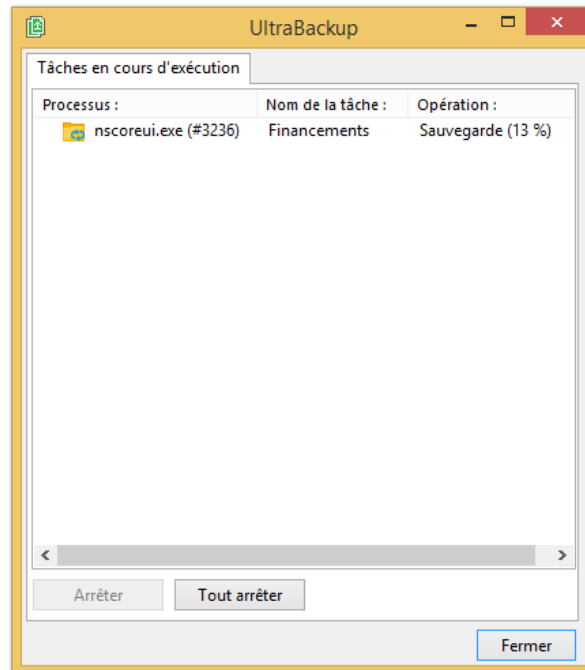 UltraBackup
Tâches en cours d'exécution
Processus : Nom de la tâche : Opération :
nscoreui.exe (#3236) Financements Sauvegarde (13 %)
Arrêter Tout arrêter
Fermer